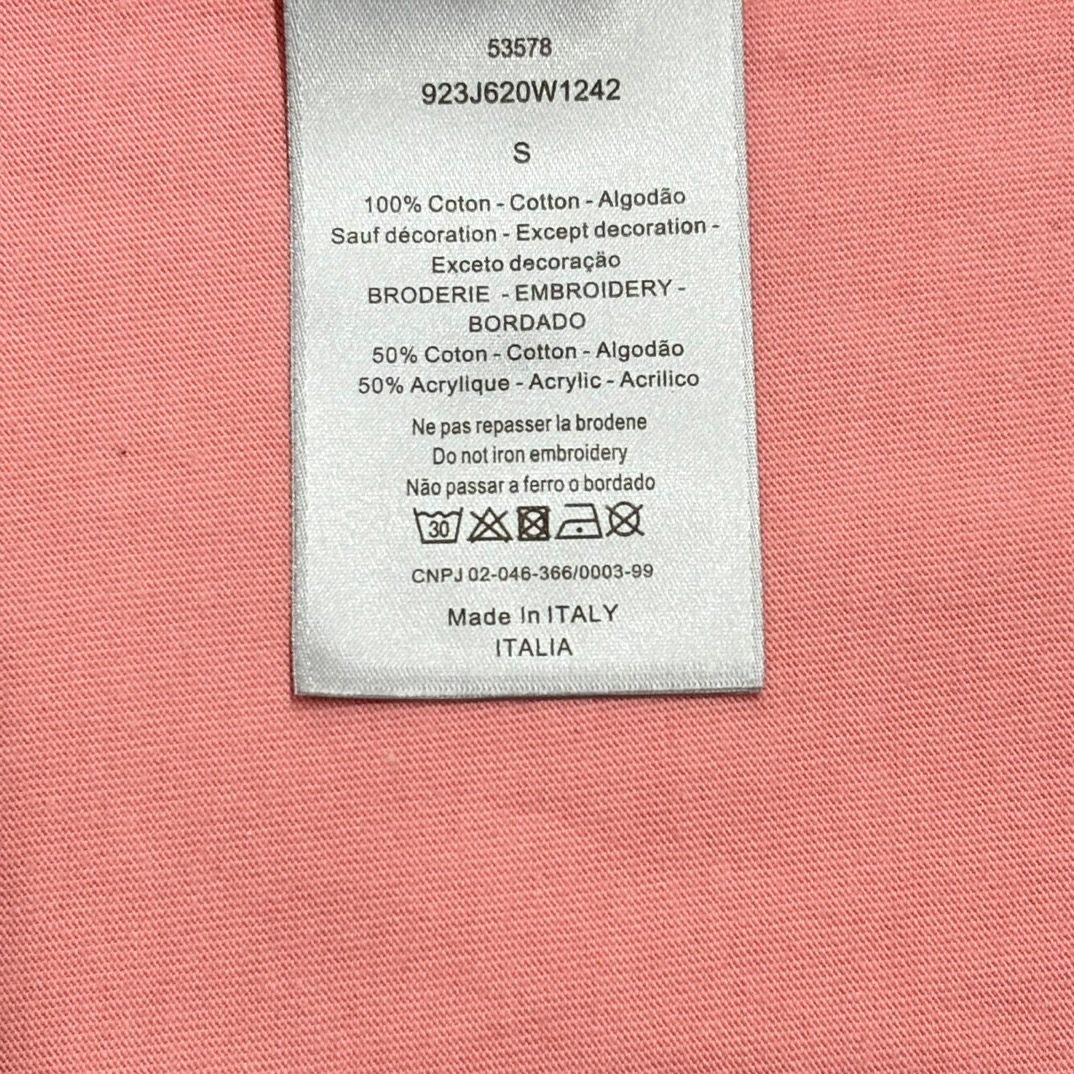 53578
923J620W1242
S
100% Coton - Cotton - Algodão
Sauf décoration - Except decoration -
Exceto decoração
BRODERIE - EMBROIDERY -
BORDADO
50% Coton - Cotton - Algodão
50% Acrylique - Acrylic - Acrilico
Ne pas repasser la brodene
Do not iron embroidery
Não passar a ferro o bordado
30
CNPJ 02-046-366/0003-99
Made In ITALY
ITALIA